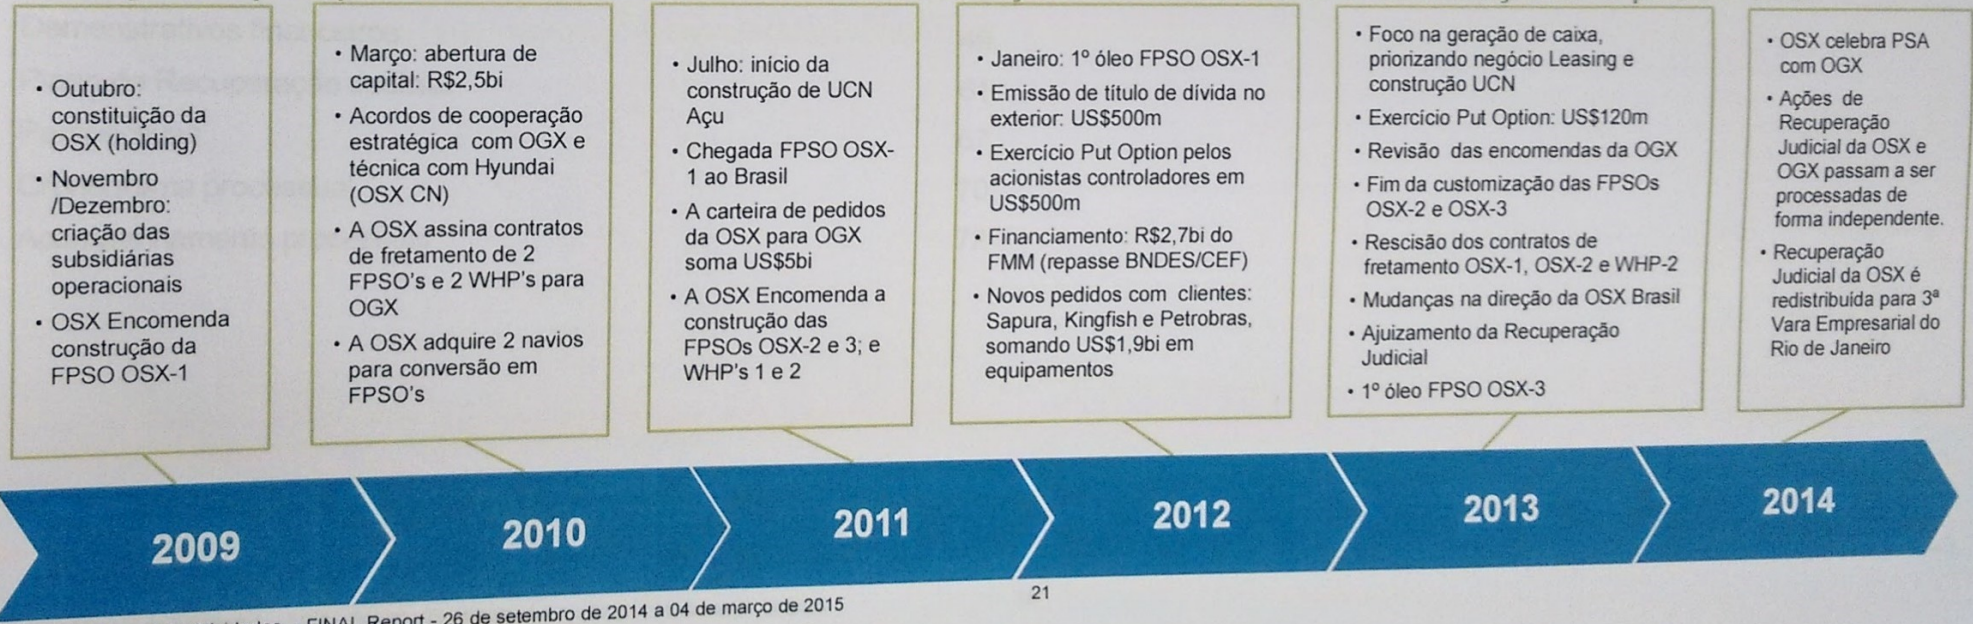 • Outubro:
constituição da
OSX (holding)
• Novembro
/Dezembro:
criação das
subsidiárias
operacionais
• OSX Encomenda
construção da
FPSO OSX-1
• Março: abertura de
capital: R$2,5bi
• Acordos de cooperação
estratégica com OGX e
técnica com Hyundai
(OSX CN)
• A OSX assina contratos
de fretamento de 2
FPSO's e 2 WHP's para
OGX
• A OSX adquire 2 navios
para conversão em
FPSO's
• Julho: início da
construção de UCN
Açu
• Chegada FPSO OSX-
1 ao Brasil
• A carteira de pedidos
da OSX para OGX
soma US$5bi
• A OSX Encomenda a
construção das
FPSOs OSX-2 e 3; e
WHP's 1 e 2
• Janeiro: 1º óleo FPSO OSX-1
• Emissão de título de dívida no
exterior: US$500m
• Exercício Put Option pelos
acionistas controladores em
US$500m
• Financiamento: R$2,7bi do
FMM (repasse BNDES/CEF)
• Novos pedidos com clientes:
Sapura, Kingfish e Petrobras,
somando US$1,9bi em
equipamentos
• Foco na geração de caixa,
priorizando negócio Leasing e
construção UCN
• Exercício Put Option: US$120m
• Revisão das encomendas da OGX
• Fim da customização das FPSOs
OSX-2 e OSX-3
• Rescisão dos contratos de
fretamento OSX-1, OSX-2 e WHP-2
• Mudanças na direção da OSX Brasil
• Ajuizamento da Recuperação
Judicial
• 1º óleo FPSO OSX-3
• OSX celebra PSA
com OGX
• Ações de
Recuperação
Judicial da OSX e
OGX passam a ser
processadas de
forma independente.
• Recuperação
Judicial da OSX é
redistribuída para 3ª
Vara Empresarial do
Rio de Janeiro
2009
2010
2011
2012
2013
2014
FINAL Report - 26 de setembro de 2014 a 04 de março de 2015
21